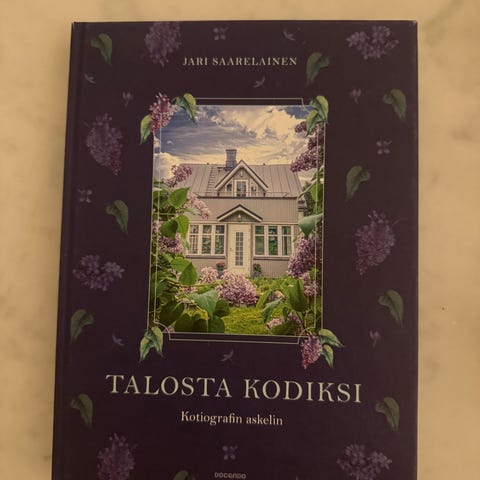 JARI SAARELAINEN
TALOSTA KODIKSI
Kotiografin askelin
DOCENDO